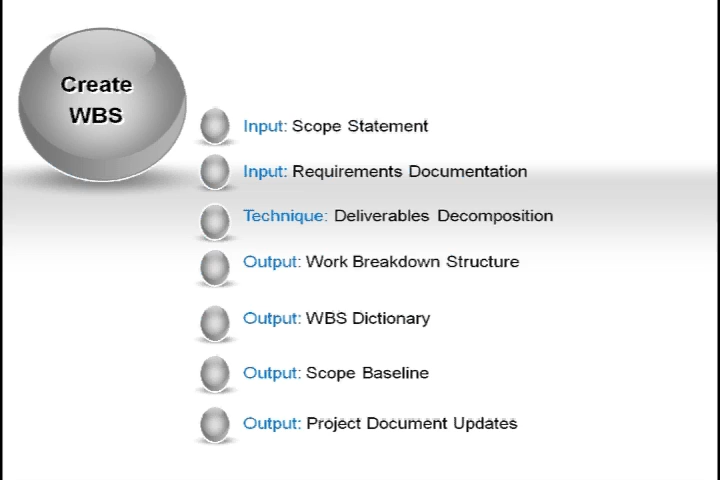 Create
WBS
Input: Scope Statement
Input: Requirements Documentation
Technique: Deliverables Decomposition
Output: Work Breakdown Structure
Output: WBS Dictionary
Output: Scope Baseline
Output: Project Document Updates